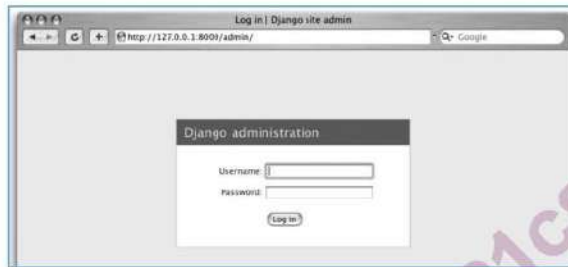 Log in | Django site admin
http://127.0.0.1:8000/admin/
Google
Django administration
Username:
Password:
Log in